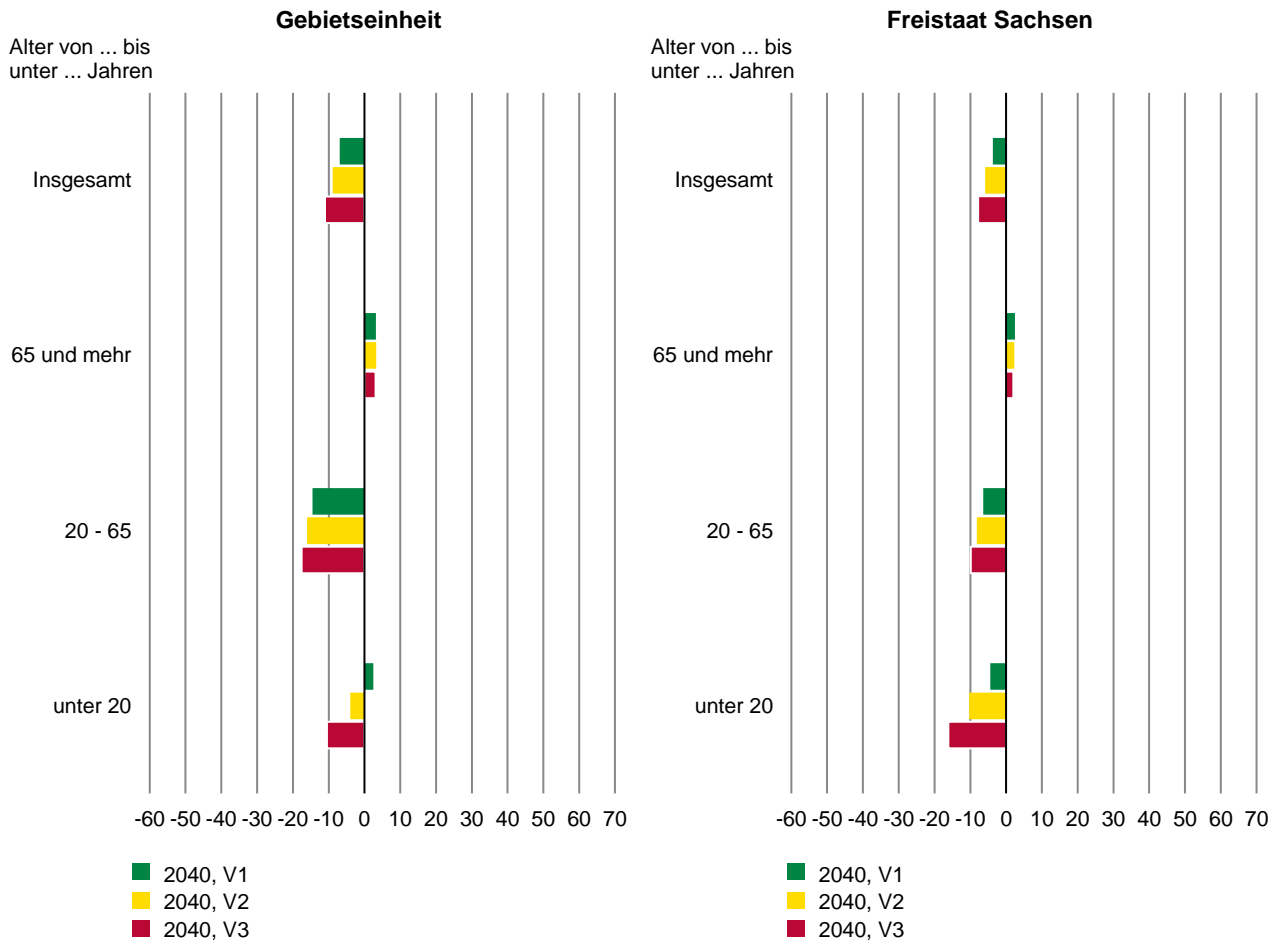 Gebietseinheit
Alter von ... bis
unter ... Jahren
Insgesamt
65 und mehr
20 - 65
unter 20
-60 -50 -40 -30 -20 -10 0 10 20 30 40 50 60 70
2040, V1
2040, V2
2040, V3
Freistaat Sachsen
Alter von ... bis
unter ... Jahren
Insgesamt
65 und mehr
20 - 65
unter 20
-60 -50 -40 -30 -20 -10 0 10 20 30 40 50 60 70
2040, V1
2040, V2
2040, V3